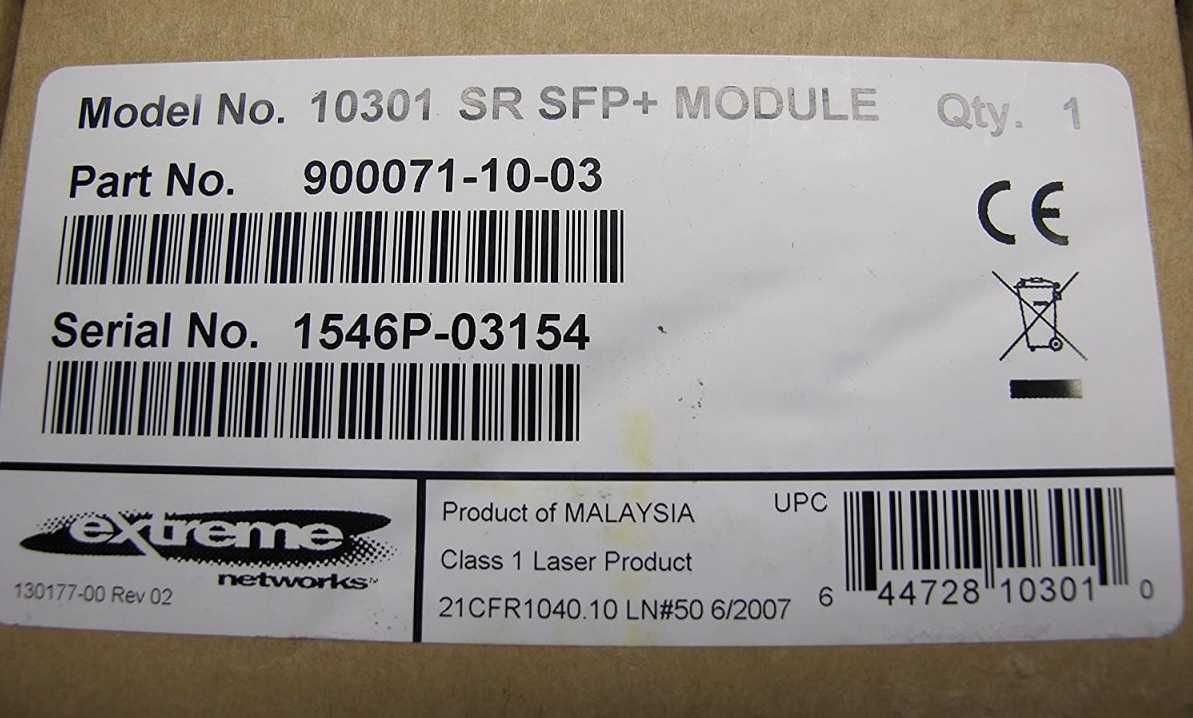 Model No. 10301 SR SFP+ MODULE Qty. 1
Part No. 900071-10-03
CE
Serial No. 1546P-03154
extreme
networks™
130177-00 Rev 02
Product of MALAYSIA
Class 1 Laser Product
21CFR1040.10 LN#50 6/2007
UPC
6 44728 10301 0